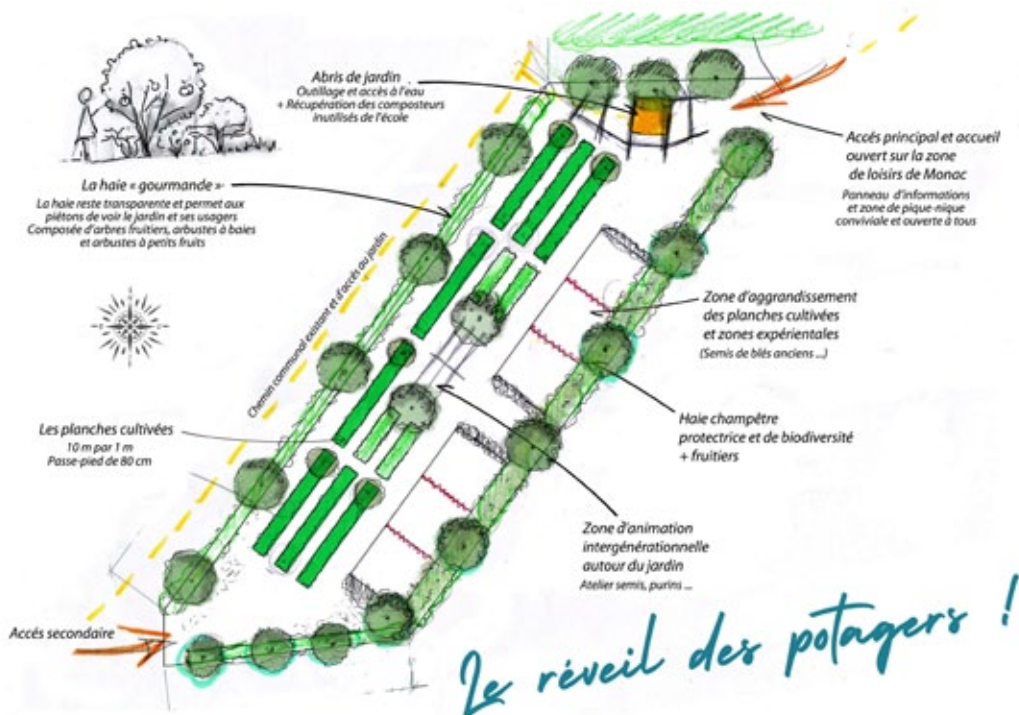 Abris de jardin
Outillage et accès à l'eau
+ Récupération des composteurs
inutilisés de l'école
Accés principal et accueil
ouvert sur la zone
de loisirs de Monac
Panneau d'informations
et zone de pique-nique
conviviale et ouverte à tous
La haie « gourmande »
La haie reste transparente et permet aux
piétons de voir le jardin et ses usagers
Composée d'arbres fruitiers, arbustes à baies
et arbustes à petits fruits
Chemin communal existant et d'accès au jardin
Zone d'aggrandissement
des planches cultivées
et zones expérientales
(Semis de blés anciens ...)
Les planches cultivées
10 m par 1 m
Passe-pied de 80 cm
Haie champêtre
protectrice et de biodiversité
+ fruitiers
Zone d'animation
intergénérationnelle
autour du jardin
Atelier semis, purins ...
Accés secondaire
Le réveil des potagers !